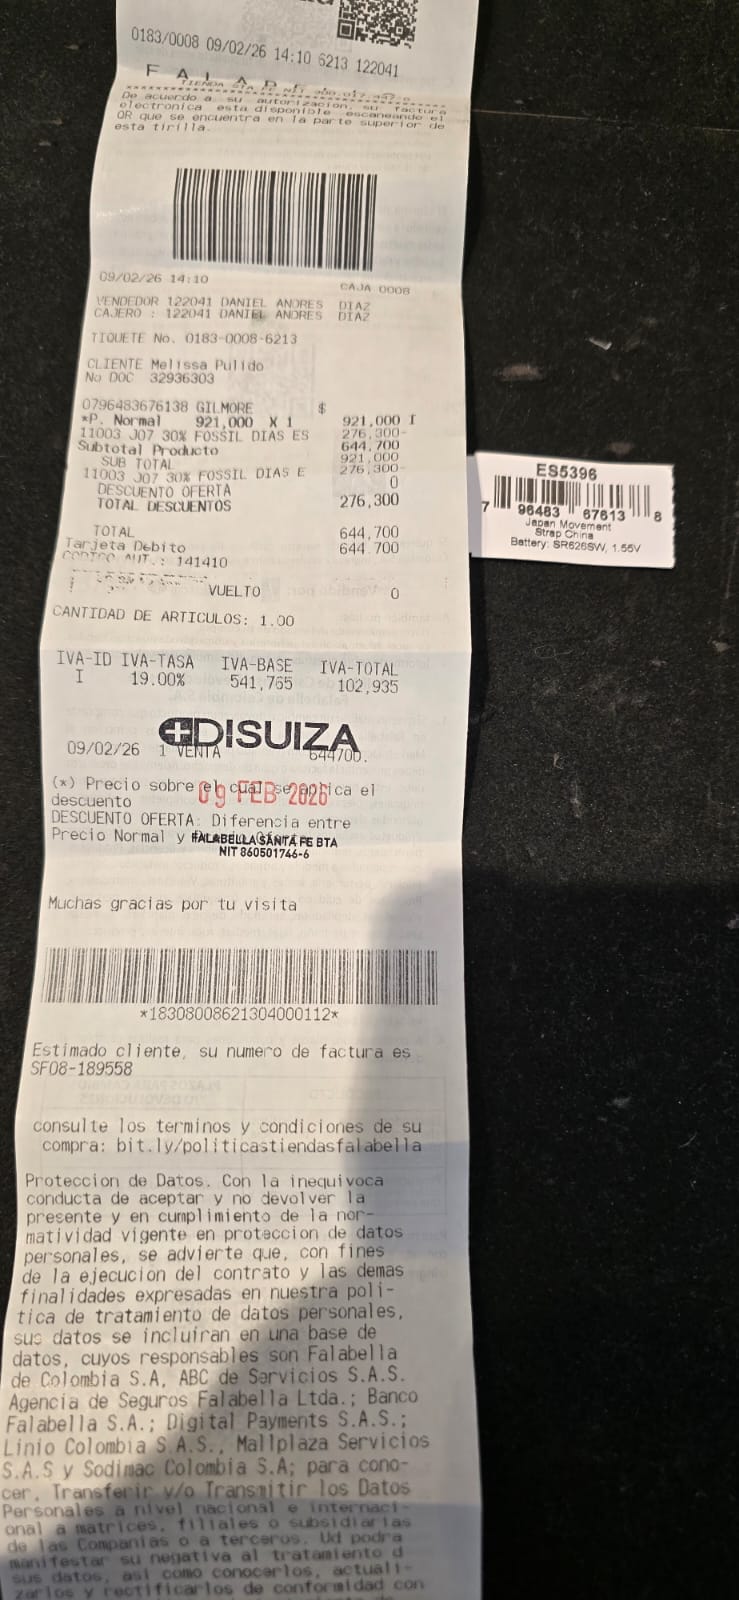 0183/0008 09/02/26 14:10 6213 122041
De acuerdo a su autorizacion, su factura
electronica esta disponible escaneando el
QR que se encuentra en la parte superior de
esta tirilla.
09/02/26 14:10 CAJA 0008
VENDEDOR 122041 DANIEL ANDRES DIAZ
CAJERO : 122041 DANIEL ANDRES DIAZ
TIQUETE No. 0183-0008-6213
CLIENTE Melissa Pulido
No DOC 32936303
0796483676138 GILMORE $
*P. Normal 921,000 X 1 921,000 I
11003 J07 30% FOSSIL DIAS ES 276,300-
Subtotal Producto 644,700
SUB TOTAL 921,000
11003 J07 30% FOSSIL DIAS E 276,300-
DESCUENTO OFERTA 0
TOTAL DESCUENTOS 276,300
TOTAL 644,700
Tarjeta Debito 644,700
CODIGO AUT.: 141410
VUELTO 0
CANTIDAD DE ARTICULOS: 1.00
IVA-ID IVA-TASA IVA-BASE IVA-TOTAL
I 19.00% 541,765 102,935
DISUIZA
09/02/26 1 VENTA 644700.
(*) Precio sobre el cual se aplica el
descuento
09 FEB 2026
DESCUENTO OFERTA: Diferencia entre
Precio Normal y
FALABELLA SANTA FE BTA
NIT 860501746-6
Muchas gracias por tu visita
*18308008621304000112*
Estimado cliente, su numero de factura es
SF08-189558
consulte los terminos y condiciones de su
compra: bit.ly/politicastiendasfalabella
Proteccion de Datos. Con la inequivoca
conducta de aceptar y no devolver la
presente y en cumplimiento de la nor-
matividad vigente en proteccion de datos
personales, se advierte que, con fines
de la ejecucion del contrato y las demas
finalidades expresadas en nuestra poli-
tica de tratamiento de datos personales,
sus datos se incluiran en una base de
datos, cuyos responsables son Falabella
de Colombia S.A, ABC de Servicios S.A.S.
Agencia de Seguros Falabella Ltda.; Banco
Falabella S.A.; Digital Payments S.A.S.;
Linio Colombia S.A.S., Mallplaza Servicios
S.A.S y Sodimac Colombia S.A; para cono-
cer, Transferir y/o Transmitir los Datos
Personales a nivel nacional e internaci-
onal a matrices, filiales o subsidiarias
de las Companias o a terceros. Ud podra
manifestar su negativa al tratamiento d
sus datos, asi como conocerlos, actuali-
zarlos y rectificarlos de conformidad con
ES5396
7 96483 67613 8
Japan Movement
Strap China
Battery: SR626SW, 1.55V